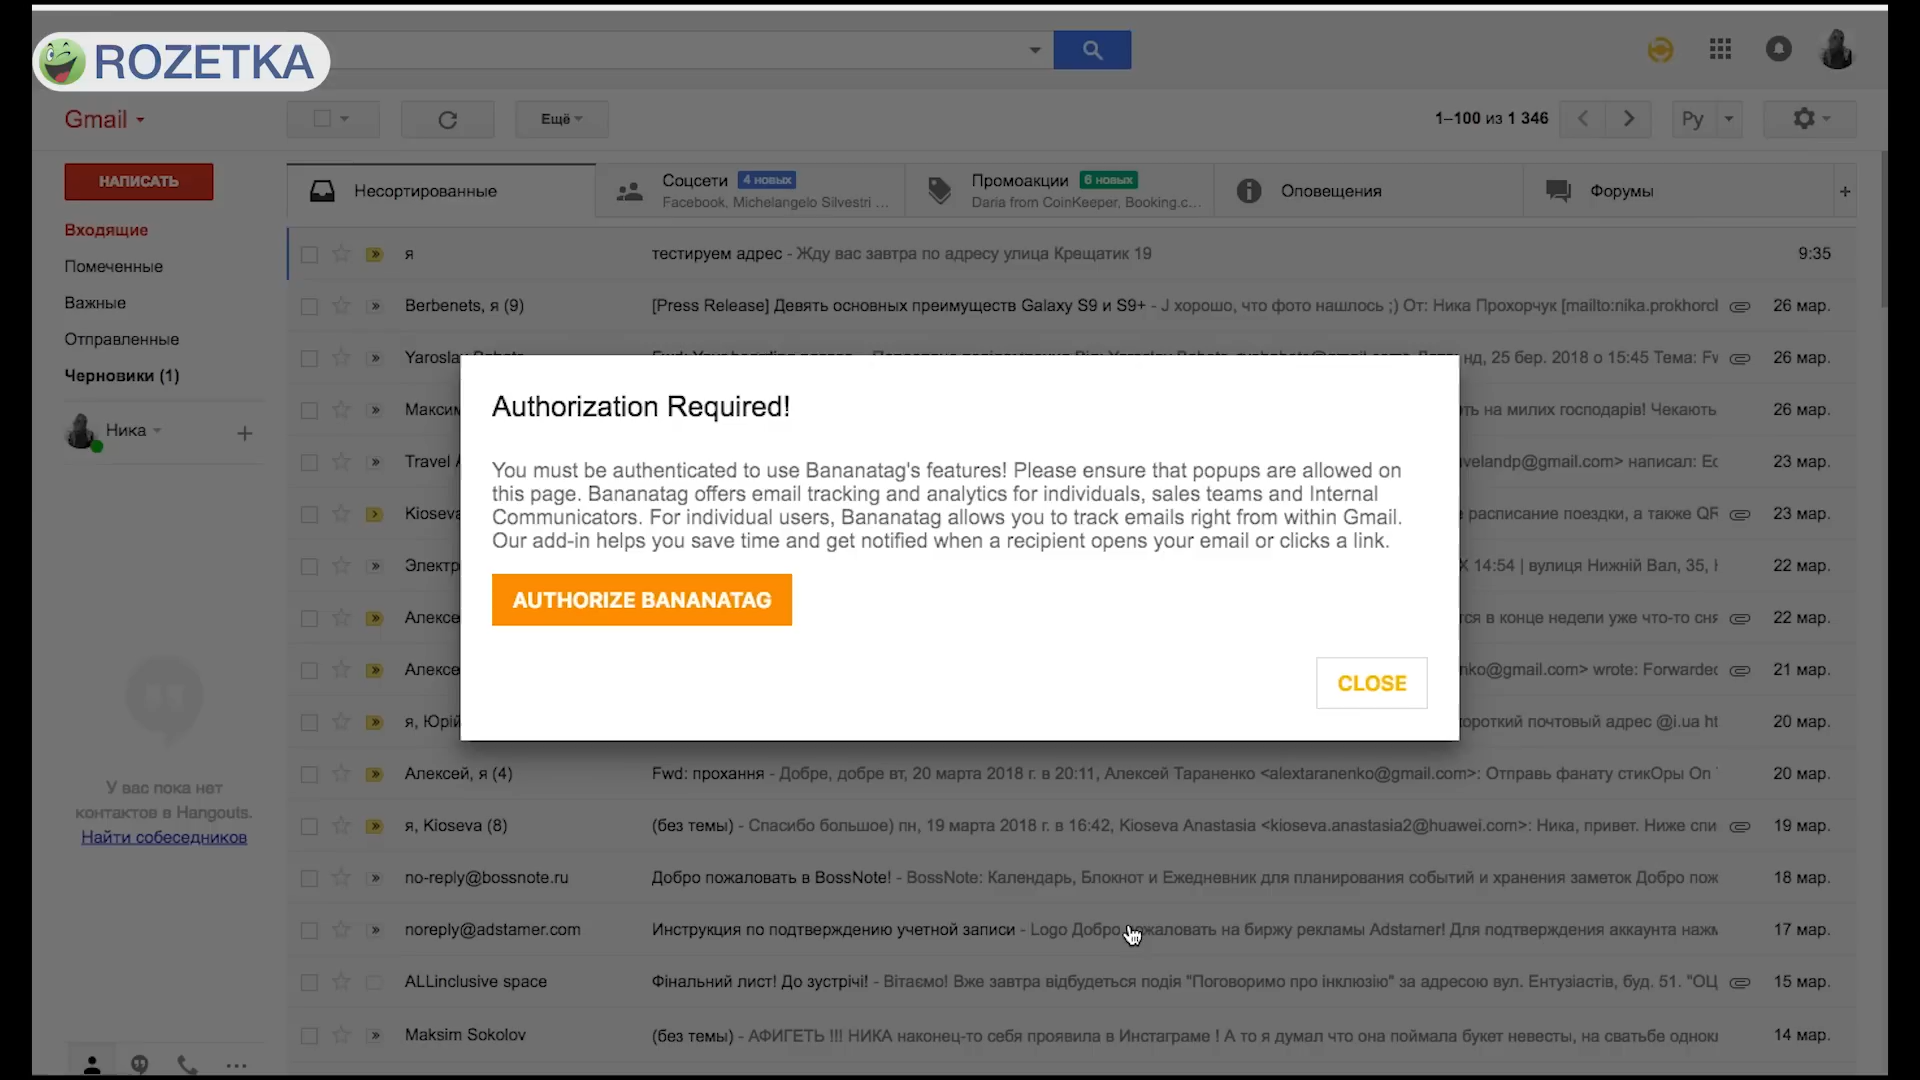 ROZETKA
Gmail
Ещё
1–100 из 1 346
Ру
НАПИСАТЬ
Входящие
Помеченные
Важные
Отправленные
Черновики (1)
Ника
У вас пока нет
контактов в Hangouts.
Найти собеседников
Несортированные
Соцсети 4 новых
Facebook, Michelangelo Silvestri ...
Промоакции 6 новых
Daria from CoinKeeper, Booking.c...
Оповещения
Форумы
я тестируем адрес - Жду вас завтра по адресу улица Крещатик 19 9:35
Berbenets, я (9) [Press Release] Девять основных преимуществ Galaxy S9 и S9+ - J хорошо, что фото нашлось ;) От: Ника Прохорчук [mailto:nika.prokhorcl 26 мар.
нд, 25 бер. 2018 о 15:45 Тема: Fv 26 мар.
на милих господарів! Чекають 26 мар.
Travel velandp@gmail.com> написал: Ec 23 мар.
Kioseva расписание поездки, а также QF 23 мар.
Электр 14:54 | вулиця Нижній Вал, 35, 22 мар.
Алексе в конце недели уже что-то сня 22 мар.
Алексе nko@gmail.com> wrote: Forwarded 21 мар.
я, Юрій короткий почтовый адрес @i.ua ht 20 мар.
Authorization Required!
You must be authenticated to use Bananatag's features! Please ensure that popups are allowed on
this page. Bananatag offers email tracking and analytics for individuals, sales teams and Internal
Communicators. For individual users, Bananatag allows you to track emails right from within Gmail.
Our add-in helps you save time and get notified when a recipient opens your email or clicks a link.
AUTHORIZE BANANATAG
CLOSE
Алексей, я (4) Fwd: прохання - Добре, добре вт, 20 марта 2018 г. в 20:11, Алексей Тараненко <alextaranenko@gmail.com>: Отправь фанату стикОры On 20 мар.
я, Kioseva (8) (без темы) - Спасибо большое) пн, 19 марта 2018 г. в 16:42, Kioseva Anastasia <kioseva.anastasia2@huawei.com>: Ника, привет. Ниже спи 19 мар.
no-reply@bossnote.ru Добро пожаловать в BossNote! - BossNote: Календарь, Блокнот и Ежедневник для планирования событий и хранения заметок Добро пож 18 мар.
noreply@adstamer.com Инструкция по подтверждению учетной записи - Logo Добро пожаловать на биржу рекламы Adstamer! Для подтверждения аккаунта нажм 17 мар.
ALLinclusive space Фінальний лист! До зустрічі! - Вітаємо! Вже завтра відбудеться подія "Поговоримо про інклюзію" за адресою вул. Ентузіастів, буд. 51. "ОЦ 15 мар.
Maksim Sokolov (без темы) - АФИГЕТЬ !!! НИКА наконец-то себя проявила в Инстаграме ! А то я думал что она поймала букет невесты, на сватьбе одноки 14 мар.